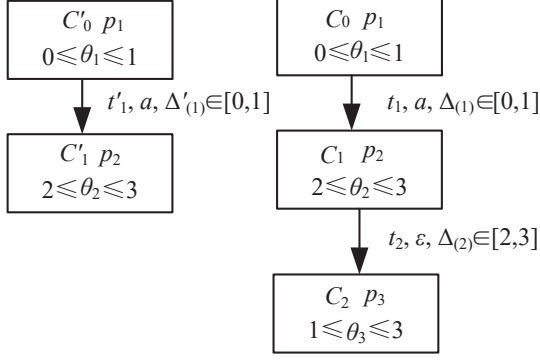 C'₀ p₁
0≤θ₁≤1
t'₁, a, Δ'₍₁₎∈[0,1]
C'₁ p₂
2≤θ₂≤3
C₀ p₁
0≤θ₁≤1
t₁, a, Δ₍₁₎∈[0,1]
C₁ p₂
2≤θ₂≤3
t₂, ε, Δ₍₂₎∈[2,3]
C₂ p₃
1≤θ₃≤3